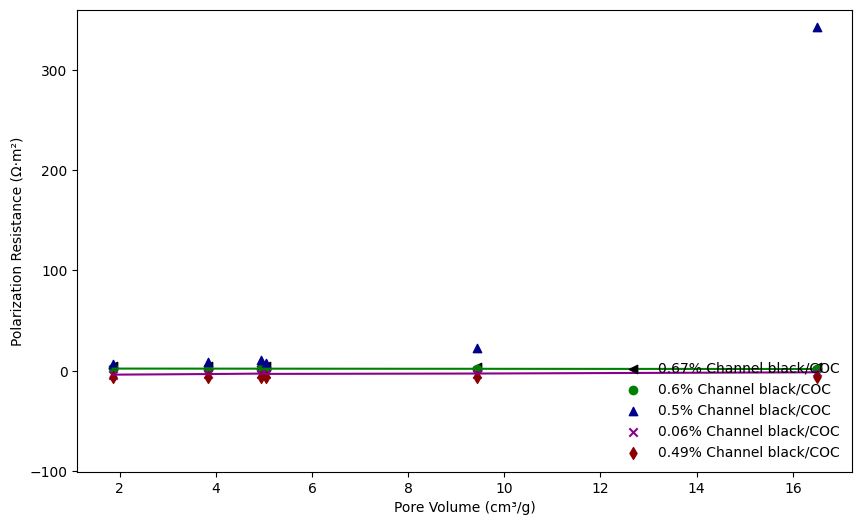 300
200
100
0
−100
2 4 6 8 10 12 14 16
Polarization Resistance (Ω·m²)
Pore Volume (cm³/g)
0.67% Channel black/COC
0.6% Channel black/COC
0.5% Channel black/COC
0.06% Channel black/COC
0.49% Channel black/COC